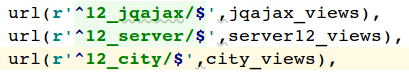 url(r'^12_jqajax/$',jqajax_views),
url(r'^12_server/$',server12_views),
url(r'^12_city/$',city_views),